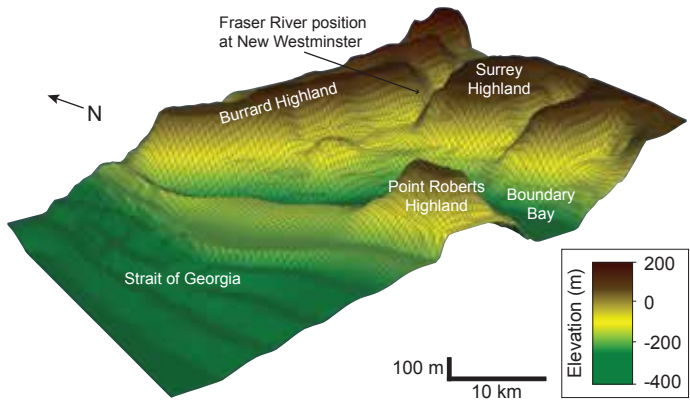 Fraser River position
at New Westminster
Surrey
Highland
Burrard Highland
N
Point Roberts
Highland
Boundary
Bay
Strait of Georgia
100 m
10 km
Elevation (m)
200
0
-200
-400